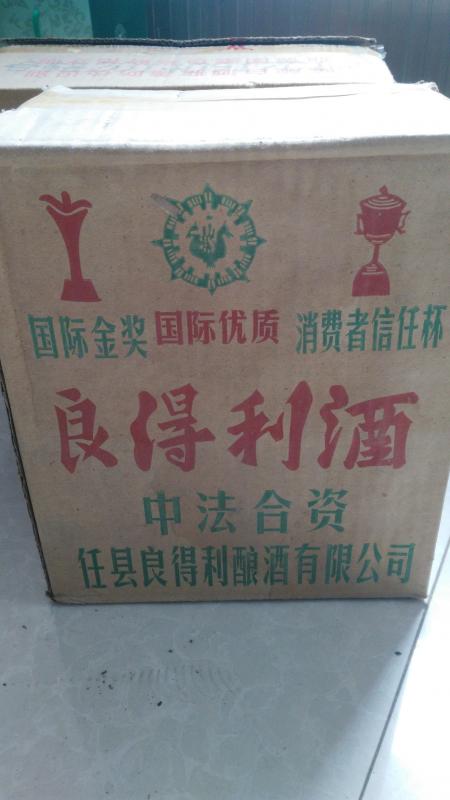 国际金奖 国际优质 消费者信任杯
良得利酒
中法合资
任县良得利酿酒有限公司